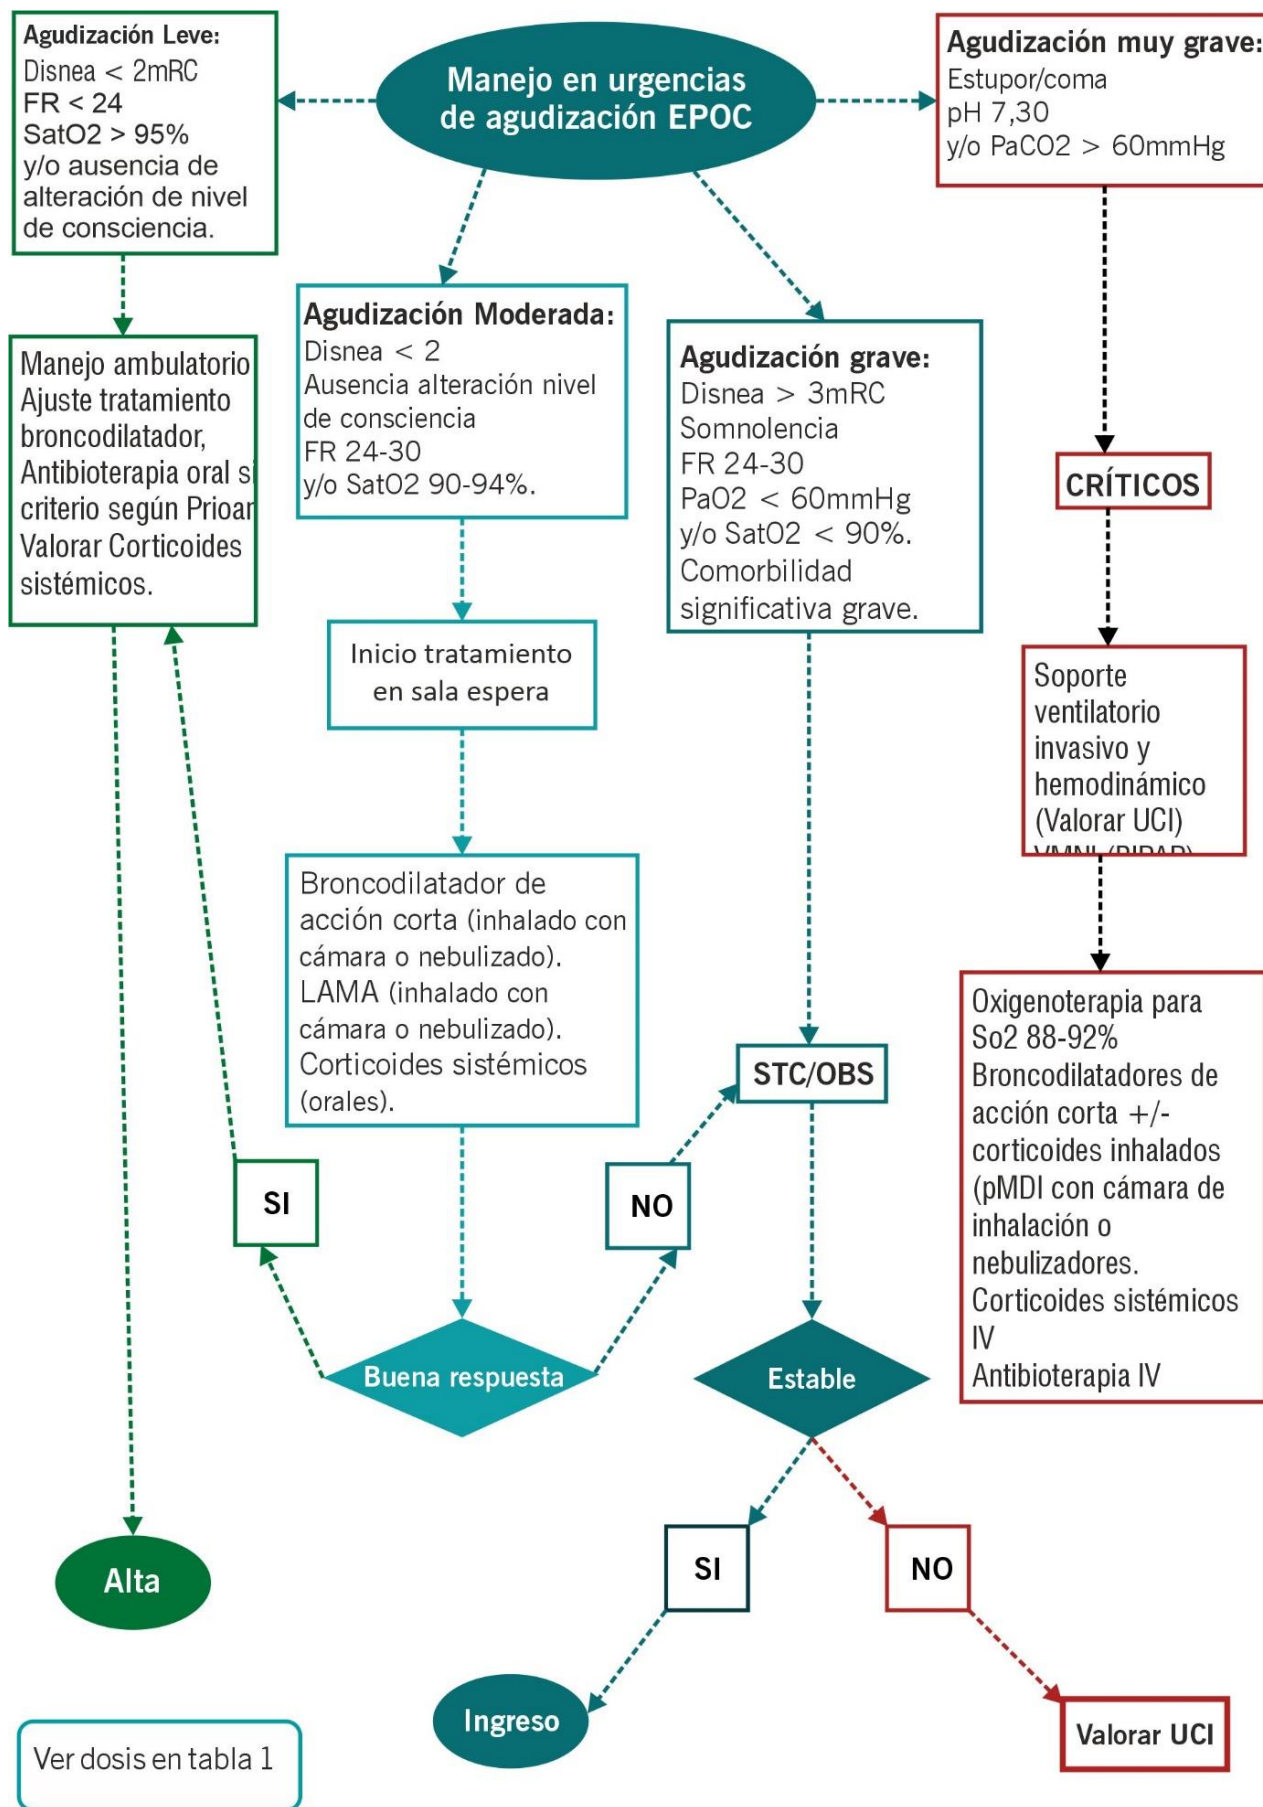 Manejo en urgencias
de agudización EPOC
Agudización Leve:
Disnea < 2mRC
FR < 24
SatO2 > 95%
y/o ausencia de
alteración de nivel
de consciencia.
Agudización muy grave:
Estupor/coma
pH 7,30
y/o PaCO2 > 60mmHg
Agudización Moderada:
Disnea < 2
Ausencia alteración nivel
de consciencia
FR 24-30
y/o SatO2 90-94%.
Agudización grave:
Disnea > 3mRC
Somnolencia
FR 24-30
PaO2 < 60mmHg
y/o SatO2 < 90%.
Comorbilidad
significativa grave.
Manejo ambulatorio
Ajuste tratamiento
broncodilatador,
Antibioterapia oral si
criterio según Prioan
Valorar Corticoides
sistémicos.
CRÍTICOS
Inicio tratamiento
en sala espera
Soporte
ventilatorio
invasivo y
hemodinámico
(Valorar UCI)
VMNI (BIPAP)
Broncodilatador de
acción corta (inhalado con
cámara o nebulizado).
LAMA (inhalado con
cámara o nebulizado).
Corticoides sistémicos
(orales).
Oxigenoterapia para
So2 88-92%
Broncodilatadores de
acción corta +/-
corticoides inhalados
(pMDI con cámara de
inhalación o
nebulizadores.
Corticoides sistémicos
IV
Antibioterapia IV
STC/OBS
SI
NO
Buena respuesta
Estable
SI
NO
Alta
Ingreso
Valorar UCI
Ver dosis en tabla 1